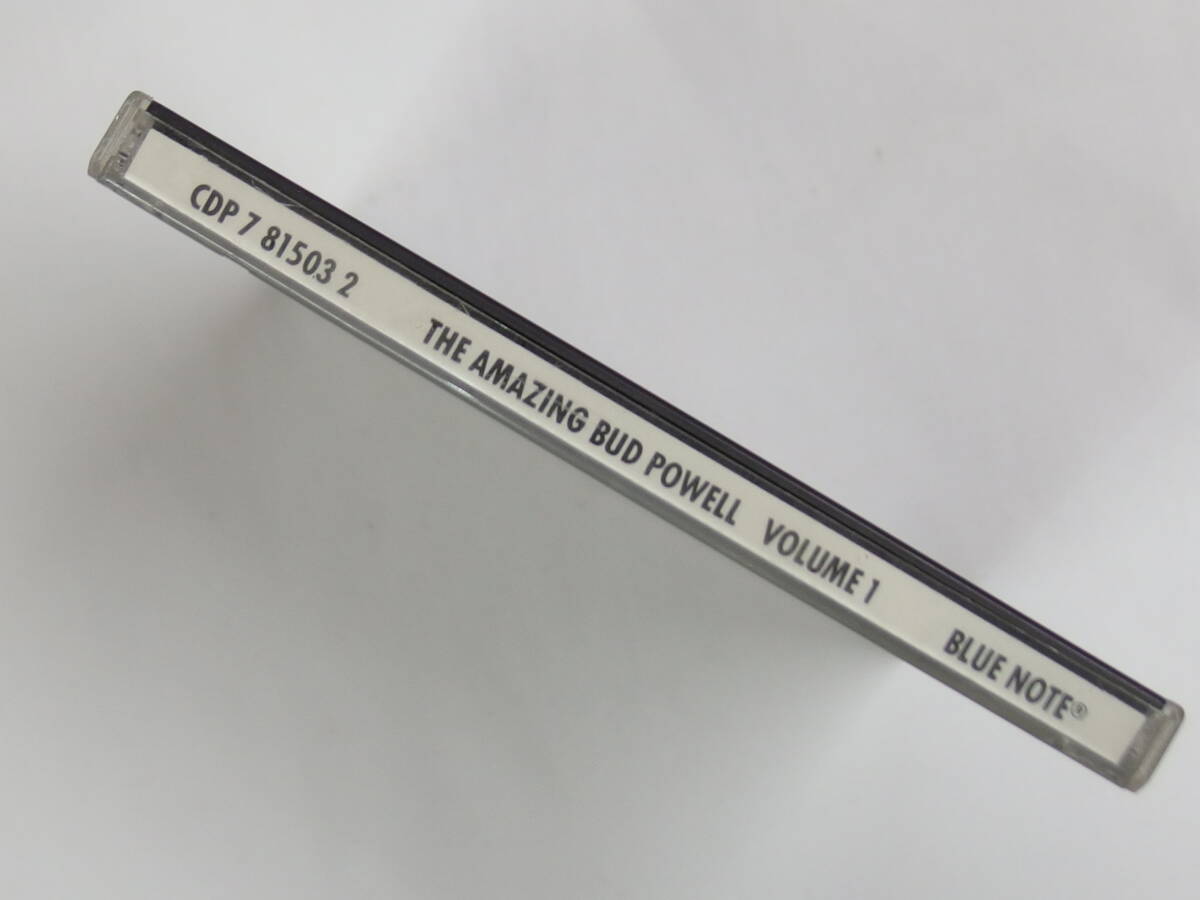 CDP 7 81503 2 THE AMAZING BUD POWELL VOLUME 1 BLUE NOTE®